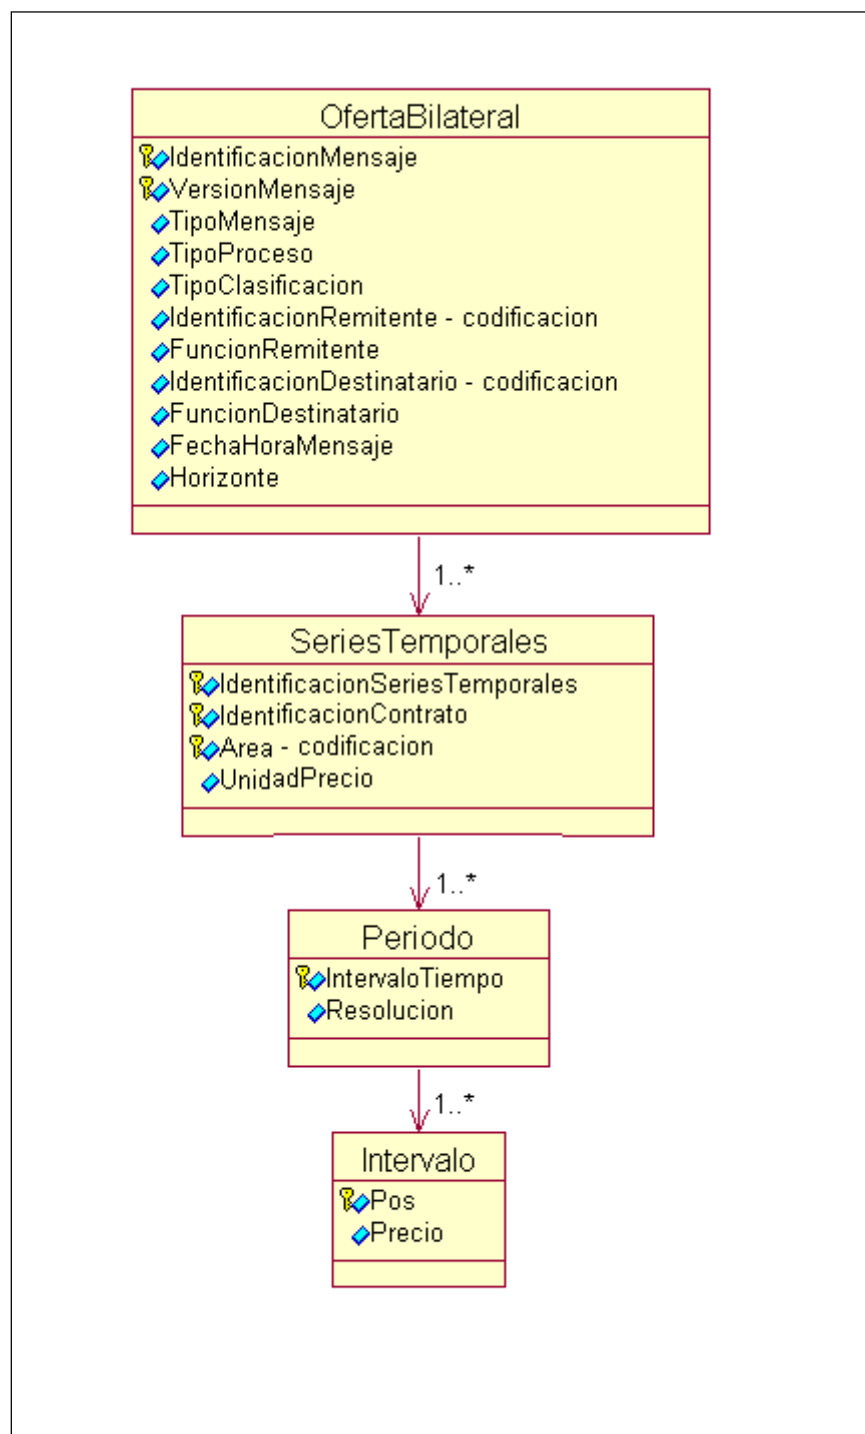 OfertaBilateral
IdentificacionMensaje
VersionMensaje
TipoMensaje
TipoProceso
TipoClasificacion
IdentificacionRemitente - codificacion
FuncionRemitente
IdentificacionDestinatario - codificacion
FuncionDestinatario
FechaHoraMensaje
Horizonte
1..*
SeriesTemporales
IdentificacionSeriesTemporales
IdentificacionContrato
Area - codificacion
UnidadPrecio
1..*
Periodo
IntervaloTiempo
Resolucion
1..*
Intervalo
Pos
Precio